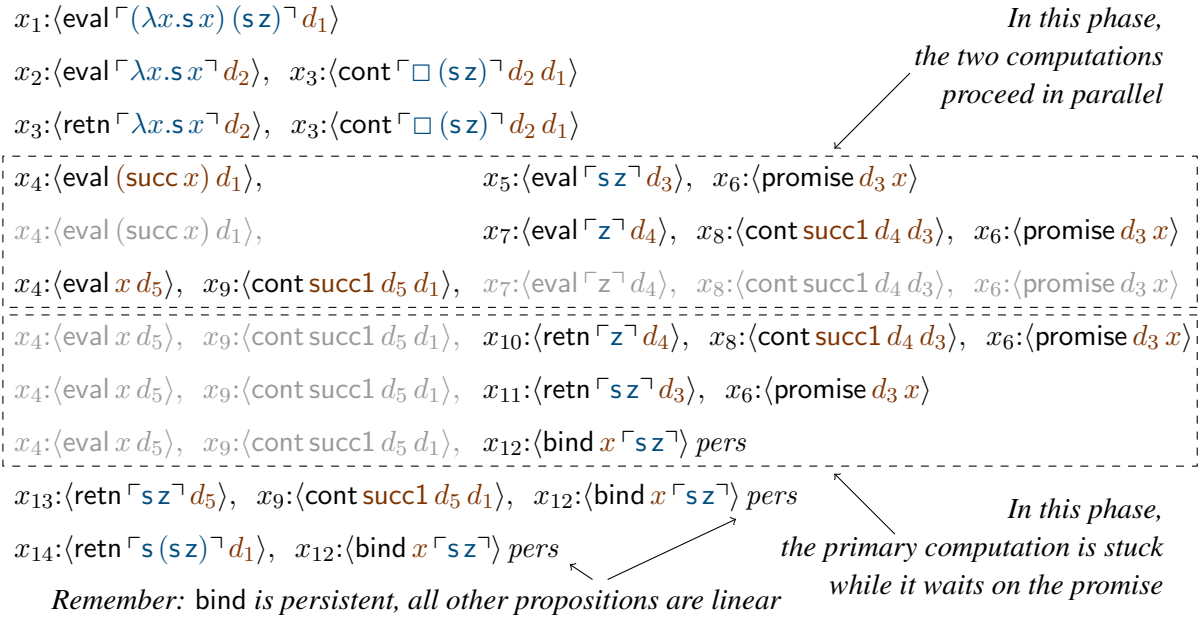 x₁:⟨eval ⌜(λx.s x) (s z)⌝ d₁⟩
In this phase,
the two computations
proceed in parallel
x₂:⟨eval ⌜λx.s x⌝ d₂⟩, x₃:⟨cont ⌜□ (s z)⌝ d₂ d₁⟩
x₃:⟨retn ⌜λx.s x⌝ d₂⟩, x₃:⟨cont ⌜□ (s z)⌝ d₂ d₁⟩
x₄:⟨eval (succ x) d₁⟩, x₅:⟨eval ⌜s z⌝ d₃⟩, x₆:⟨promise d₃ x⟩
x₄:⟨eval (succ x) d₁⟩, x₇:⟨eval ⌜z⌝ d₄⟩, x₈:⟨cont succ1 d₄ d₃⟩, x₆:⟨promise d₃ x⟩
x₄:⟨eval x d₅⟩, x₉:⟨cont succ1 d₅ d₁⟩, x₇:⟨eval ⌜z⌝ d₄⟩, x₈:⟨cont succ1 d₄ d₃⟩, x₆:⟨promise d₃ x⟩
x₄:⟨eval x d₅⟩, x₉:⟨cont succ1 d₅ d₁⟩, x₁₀:⟨retn ⌜z⌝ d₄⟩, x₈:⟨cont succ1 d₄ d₃⟩, x₆:⟨promise d₃ x⟩
x₄:⟨eval x d₅⟩, x₉:⟨cont succ1 d₅ d₁⟩, x₁₁:⟨retn ⌜s z⌝ d₃⟩, x₆:⟨promise d₃ x⟩
x₄:⟨eval x d₅⟩, x₉:⟨cont succ1 d₅ d₁⟩, x₁₂:⟨bind x ⌜s z⌝⟩ pers
x₁₃:⟨retn ⌜s z⌝ d₅⟩, x₉:⟨cont succ1 d₅ d₁⟩, x₁₂:⟨bind x ⌜s z⌝⟩ pers
x₁₄:⟨retn ⌜s (s z)⌝ d₁⟩, x₁₂:⟨bind x ⌜s z⌝⟩ pers
In this phase,
the primary computation is stuck
while it waits on the promise
Remember: bind is persistent, all other propositions are linear